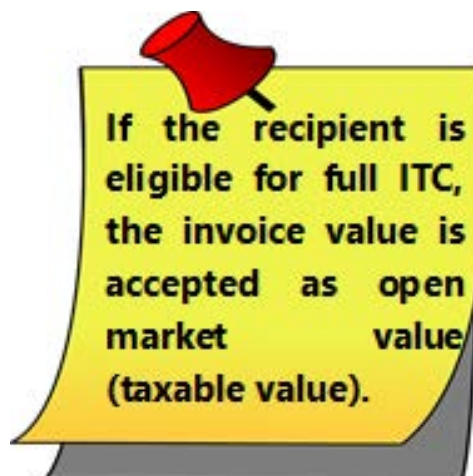 If the recipient is
eligible for full ITC,
the invoice value is
accepted as open
market value
(taxable value).